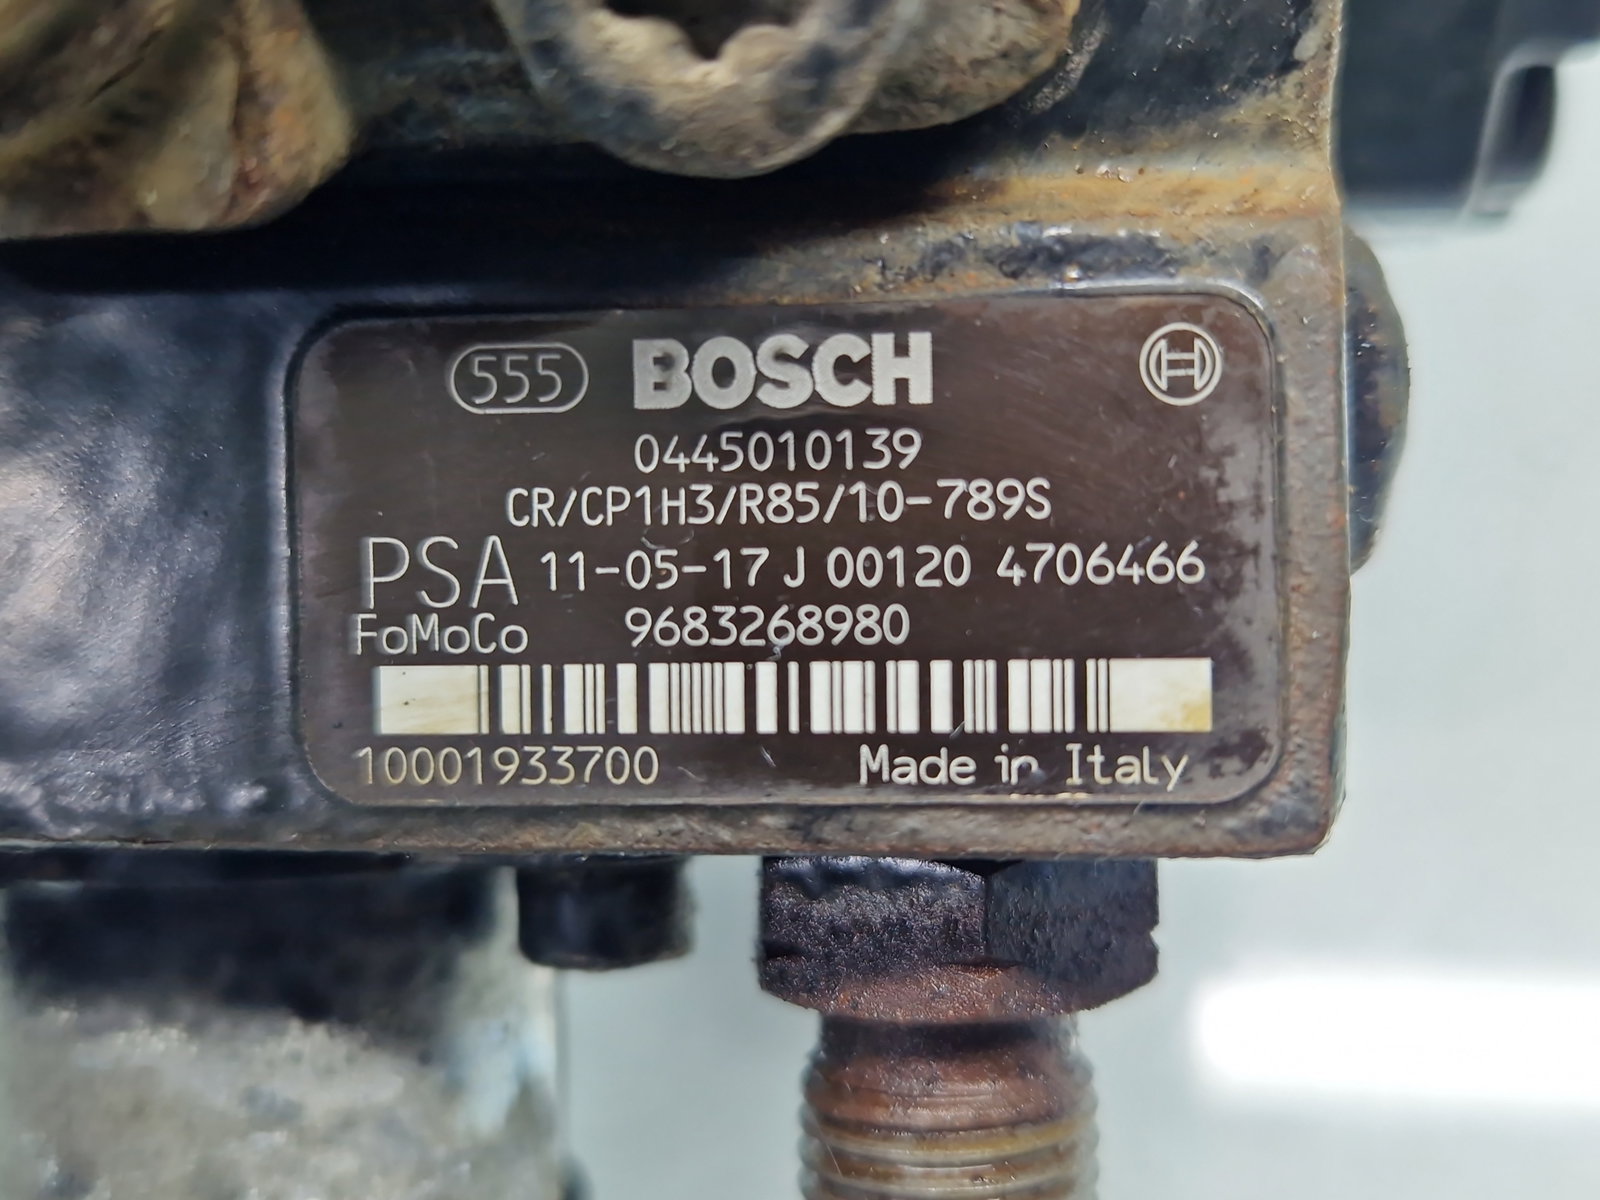 555 BOSCH
0445010139
CR/CP1H3/R85/10-789S
PSA 11-05-17 J 00120 4706466
FoMoCo 9683268980
10001933700 Made in Italy